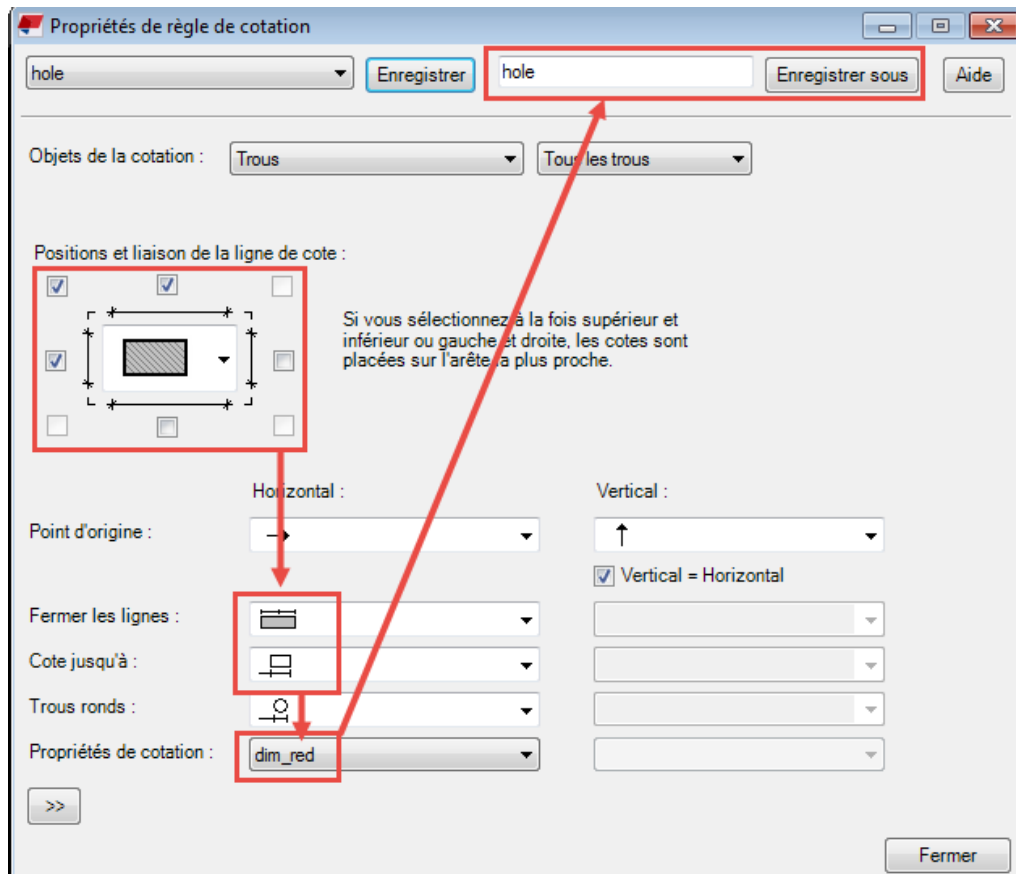 Propriétés de règle de cotation
hole Enregistrer hole Enregistrer sous Aide
Objets de la cotation : Trous Tous les trous
Positions et liaison de la ligne de cote :
Si vous sélectionnez à la fois supérieur et
inférieur ou gauche et droite, les cotes sont
placées sur l'arête la plus proche.
Horizontal : Vertical :
Point d'origine :
Vertical = Horizontal
Fermer les lignes :
Cote jusqu'à :
Trous ronds :
Propriétés de cotation : dim_red
>>
Fermer